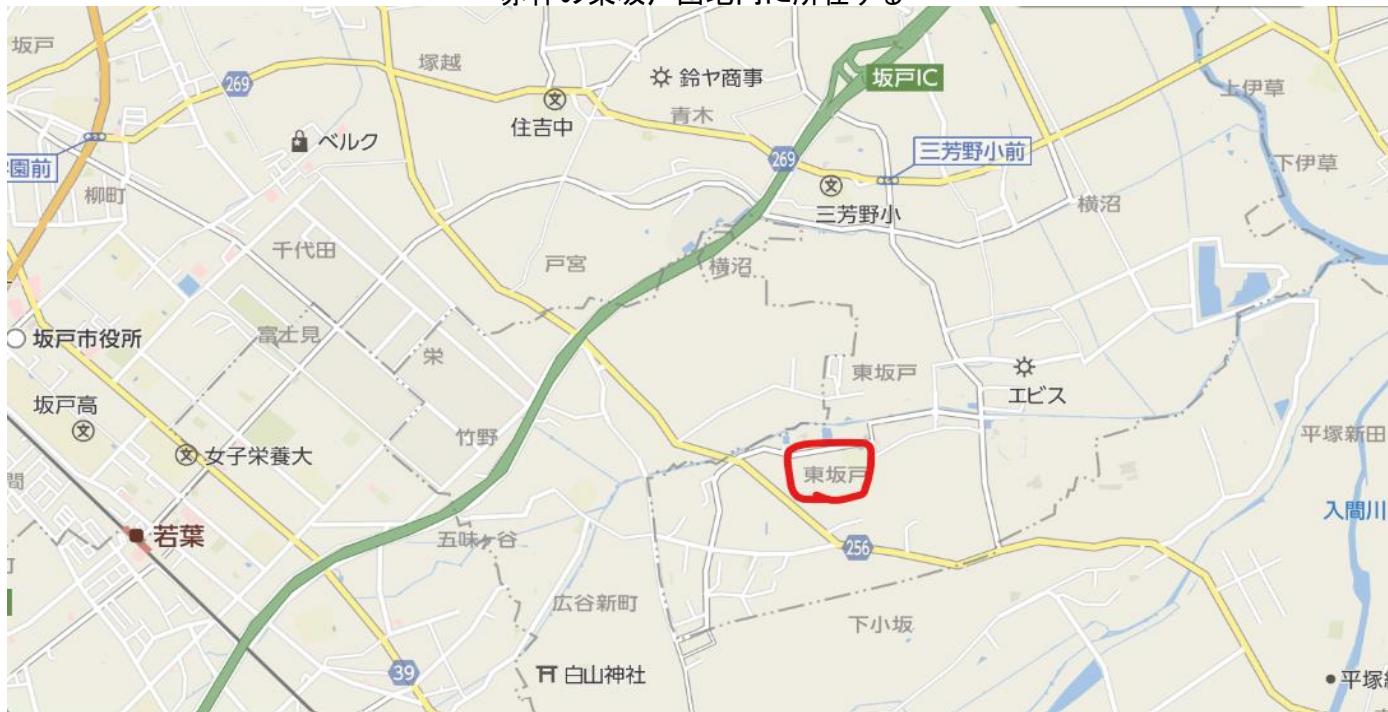 坂戸
塚越
269
鈴ヤ商事
坂戸IC
上伊草
住吉中
青木
ベルク
269
三芳野小前
園前
下伊草
柳町
三芳野小
横沼
千代田
戸宮
横沼
坂戸市役所
富士見
栄
東坂戸
エビス
坂戸高
竹野
平塚新田
女子栄養大
東坂戸
入間川
若葉
五味ヶ谷
256
広谷新町
下小坂
39
白山神社